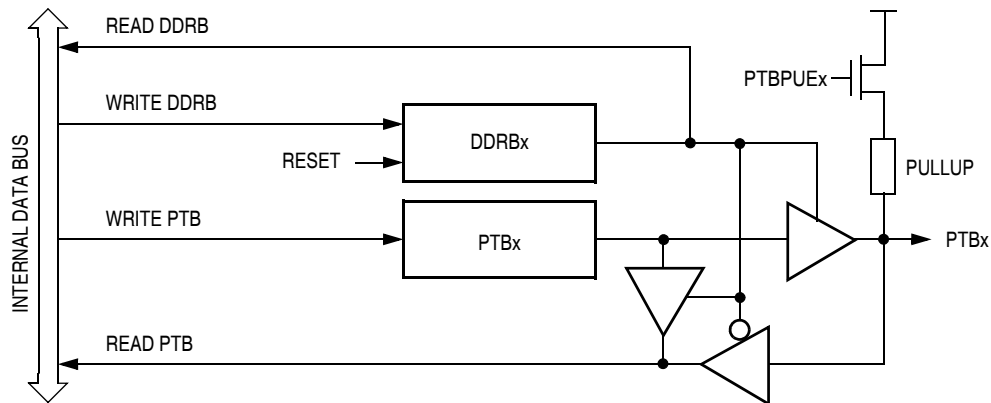 READ DDRB
PTBPUEx
WRITE DDRB
DDRBx
RESET
PULLUP
WRITE PTB
PTBx
PTBx
READ PTB
INTERNAL DATA BUS